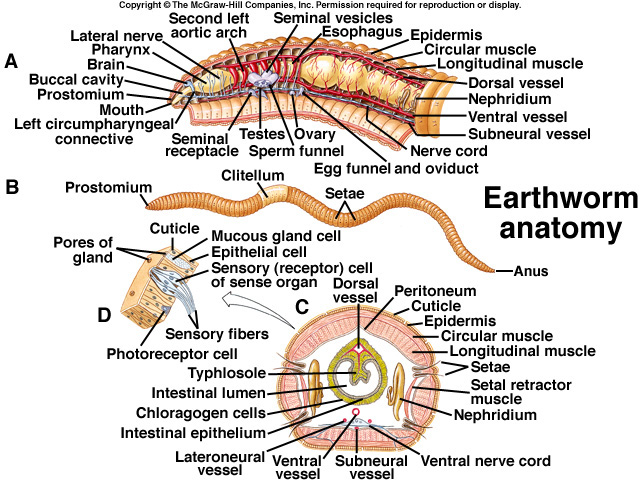 Copyright © The McGraw-Hill Companies, Inc. Permission required for reproduction or display.
A
Second left
aortic arch
Seminal vesicles
Esophagus
Epidermis
Circular muscle
Longitudinal muscle
Dorsal vessel
Nephridium
Ventral vessel
Subneural vessel
Lateral nerve
Pharynx
Brain
Buccal cavity
Prostomium
Mouth
Left circumpharyngeal
connective
Seminal
receptacle
Testes
Ovary
Sperm funnel
Nerve cord
Egg funnel and oviduct
B
Prostomium
Clitellum
Setae
Anus
Earthworm
anatomy
Cuticle
Pores of
gland
Mucous gland cell
Epithelial cell
Sensory (receptor) cell
of sense organ
D
Sensory fibers
Photoreceptor cell
C
Dorsal
vessel
Peritoneum
Cuticle
Epidermis
Circular muscle
Longitudinal muscle
Setae
Setal retractor
muscle
Nephridium
Typhlosole
Intestinal lumen
Chloragogen cells
Intestinal epithelium
Lateroneural
vessel
Ventral
vessel
Subneural
vessel
Ventral nerve cord